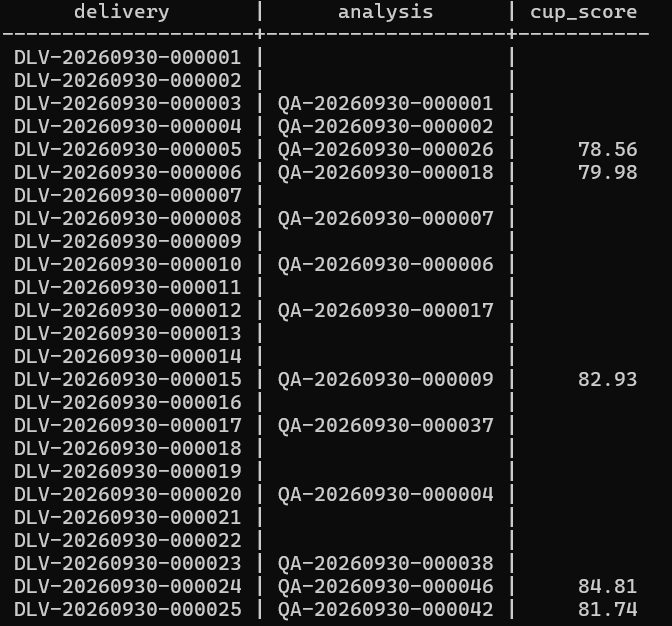 delivery | analysis | cup_score
----------------------+---------------------+-----------
DLV-20260930-000001 | |
DLV-20260930-000002 | |
DLV-20260930-000003 | QA-20260930-000001 |
DLV-20260930-000004 | QA-20260930-000002 |
DLV-20260930-000005 | QA-20260930-000026 | 78.56
DLV-20260930-000006 | QA-20260930-000018 | 79.98
DLV-20260930-000007 | |
DLV-20260930-000008 | QA-20260930-000007 |
DLV-20260930-000009 | |
DLV-20260930-000010 | QA-20260930-000006 |
DLV-20260930-000011 | |
DLV-20260930-000012 | QA-20260930-000017 |
DLV-20260930-000013 | |
DLV-20260930-000014 | |
DLV-20260930-000015 | QA-20260930-000009 | 82.93
DLV-20260930-000016 | |
DLV-20260930-000017 | QA-20260930-000037 |
DLV-20260930-000018 | |
DLV-20260930-000019 | |
DLV-20260930-000020 | QA-20260930-000004 |
DLV-20260930-000021 | |
DLV-20260930-000022 | |
DLV-20260930-000023 | QA-20260930-000038 |
DLV-20260930-000024 | QA-20260930-000046 | 84.81
DLV-20260930-000025 | QA-20260930-000042 | 81.74